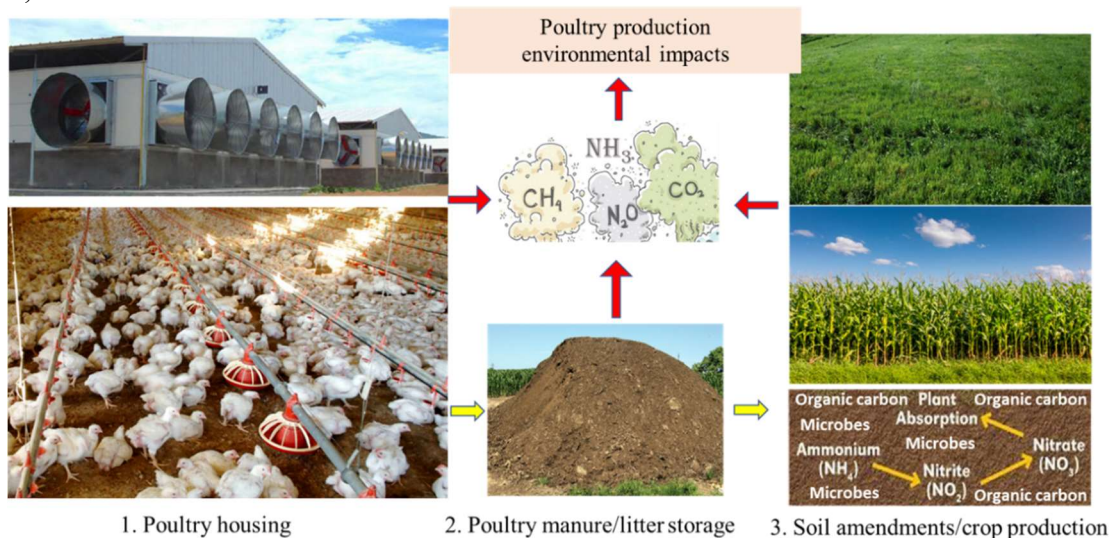 Poultry production
environmental impacts
NH₃
CH₄
N₂O
CO₂
Organic carbon Plant Organic carbon
Absorption
Microbes
Microbes
Ammonium
(NH₄)
Nitrate
(NO₃)
Nitrite
(NO₂)
Microbes
Organic carbon
1. Poultry housing
2. Poultry manure/litter storage
3. Soil amendments/crop production